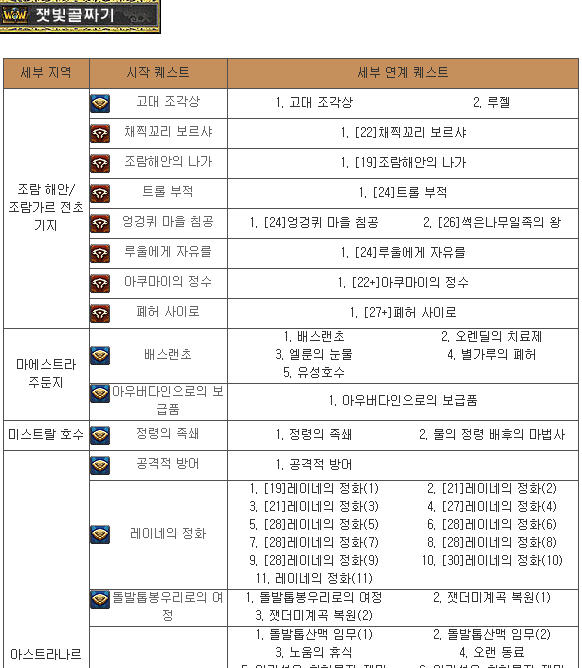 WoW 잿빛골짜기
세부 지역 시작 퀘스트 세부 연계 퀘스트
조람 해안/
조람가르 전초
기지
고대 조각상 1. 고대 조각상 2. 루젤
채찍꼬리 보르샤 1. [22]채찍꼬리 보르샤
조람해안의 나가 1. [19]조람해안의 나가
트롤 부적 1. [24]트롤 부적
엉겅퀴 마을 침공 1. [24]엉겅퀴 마을 침공 2. [26]썩은나무일족의 왕
루울에게 자유를 1. [24]루울에게 자유를
아쿠마이의 정수 1. [22+]아쿠마이의 정수
폐허 사이로 1. [27+]폐허 사이로
마에스트라
주둔지
배스랜초
1. 배스랜초 2. 오렌딜의 치료제
3. 엘룬의 눈물 4. 별가루의 폐허
5. 유성호수
아우버다인으로의 보
급품
1. 아우버다인으로의 보급품
미스트랄 호수 정령의 족쇄 1. 정령의 족쇄 2. 물의 정령 배후의 마법사
아스트라나르
공격적 방어 1. 공격적 방어
레이네의 정화
1. [19]레이네의 정화(1) 2. [21]레이네의 정화(2)
3. [21]레이네의 정화(3) 4. [27]레이네의 정화(4)
5. [28]레이네의 정화(5) 6. [28]레이네의 정화(6)
7. [28]레이네의 정화(7) 8. [28]레이네의 정화(8)
9. [28]레이네의 정화(9) 10. [30]레이네의 정화(10)
11. 레이네의 정화(11)
돌발톱봉우리로의 여
정
1. 돌발톱봉우리로의 여정 2. 잿더미계곡 복원(1)
3. 잿더미계곡 복원(2)
1. 돌발톱산맥 임무(1) 2. 돌발톱산맥 임무(2)
3. 노움의 휴식 4. 오랜 동료